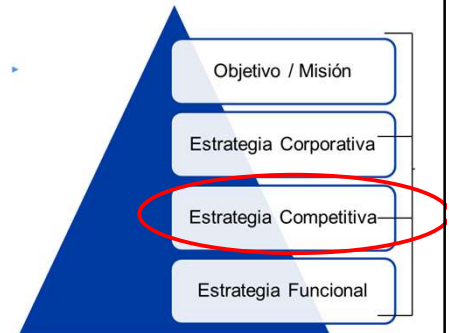 Objetivo / Misión
Estrategia Corporativa
Estrategia Competitiva
Estrategia Funcional